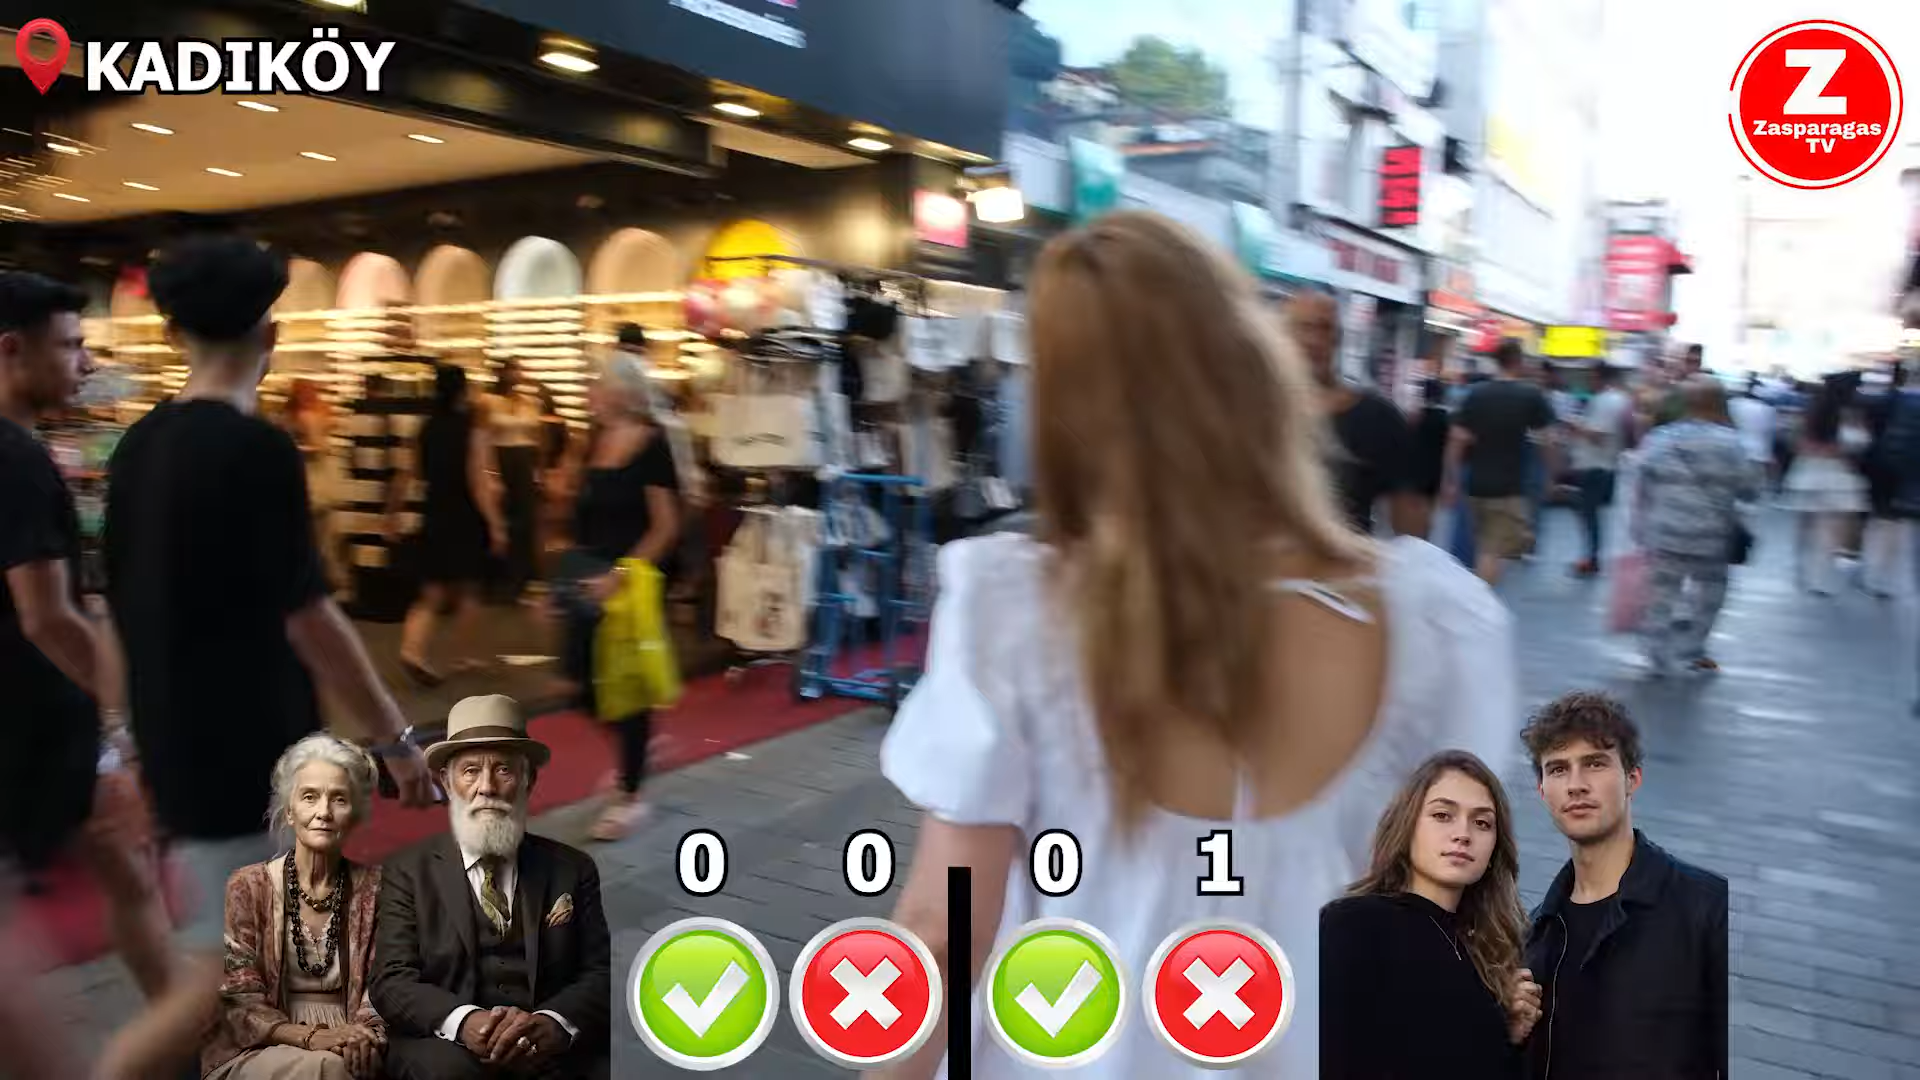 KADIKÖY
Z
Zasparagas
TV
0 0 0 1